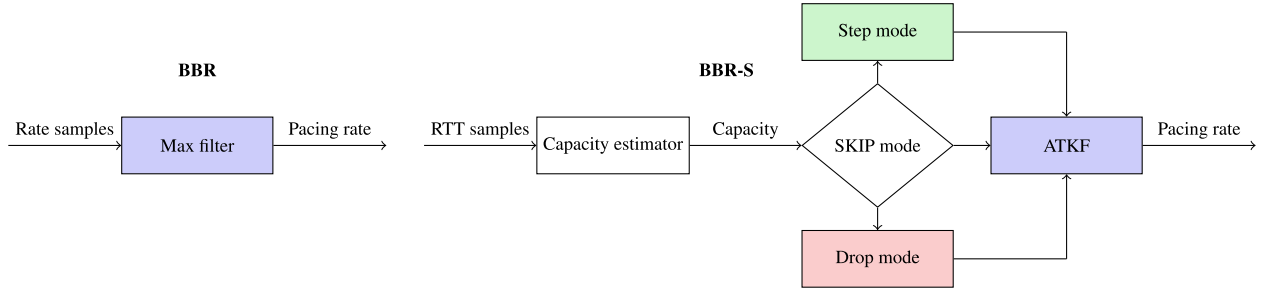 BBR
Rate samples
Max filter
Pacing rate
BBR-S
RTT samples
Capacity estimator
Capacity
SKIP mode
Step mode
Drop mode
ATKF
Pacing rate